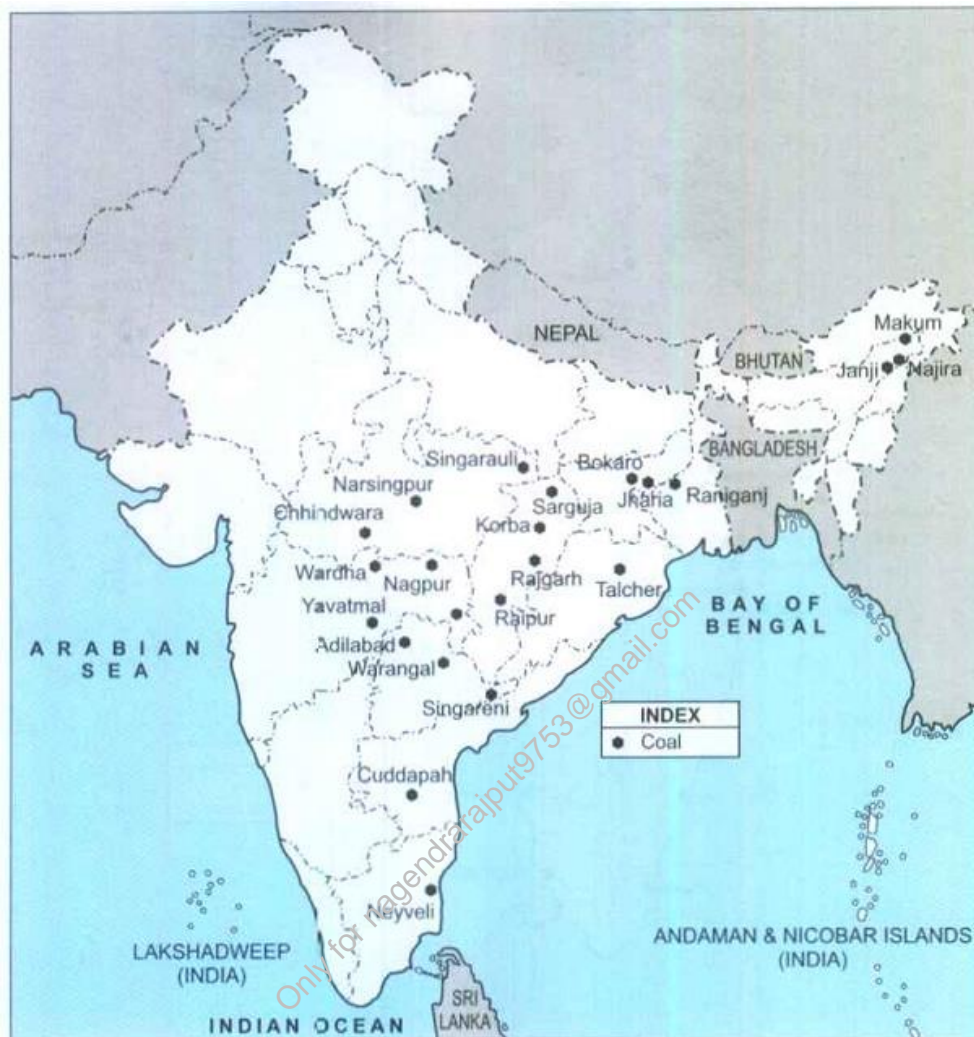 NEPAL
BHUTAN
Makum
Janji
Najira
BANGLADESH
Singarauli
Bokaro
Narsingpur
Jharia
Raniganj
Chhindwara
Sarguja
Korba
Wardha
Nagpur
Rajgarh
Talcher
Yavatmal
Raipur
BAY OF
BENGAL
ARABIAN
SEA
Adilabad
Warangal
Singareni
INDEX
Coal
Cuddapah
Neyveli
Only for nagendrarajput9753@gmail.com
LAKSHADWEEP
(INDIA)
ANDAMAN & NICOBAR ISLANDS
(INDIA)
INDIAN OCEAN
SRI
LANKA